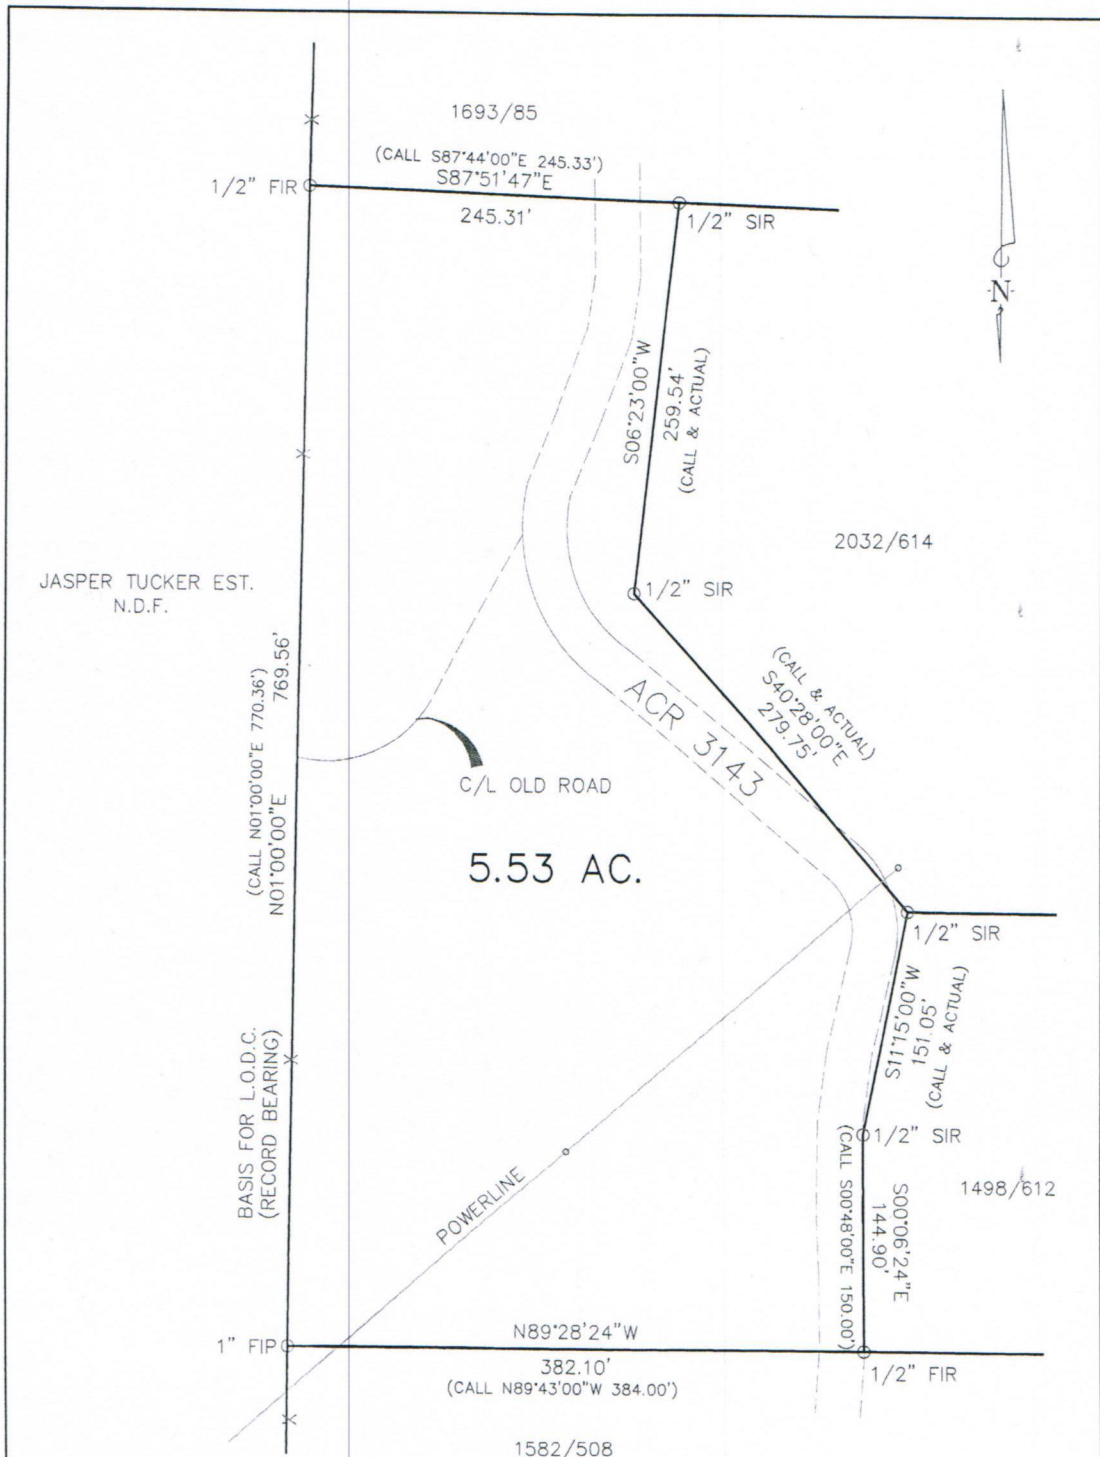 1693/85
(CALL S87°44'00"E 245.33')
S87°51'47"E
245.31'
1/2" FIR
1/2" SIR
N
S06°23'00"W
259.54'
(CALL & ACTUAL)
2032/614
JASPER TUCKER EST.
N.D.F.
1/2" SIR
(CALL & ACTUAL)
S40°28'00"E
279.75'
ACR 3143
(CALL N01°00'00"E 770.36')
N01°00'00"E
769.56'
C/L OLD ROAD
5.53 AC.
1/2" SIR
S11°15'00"W
151.05'
(CALL & ACTUAL)
BASIS FOR L.O.D.C.
(RECORD BEARING)
1/2" SIR
1498/612
POWERLINE
(CALL S00°48'00"E 150.00')
S00°06'24"E
144.90'
1" FIP
N89°28'24"W
382.10'
(CALL N89°43'00"W 384.00')
1/2" FIR
1582/508